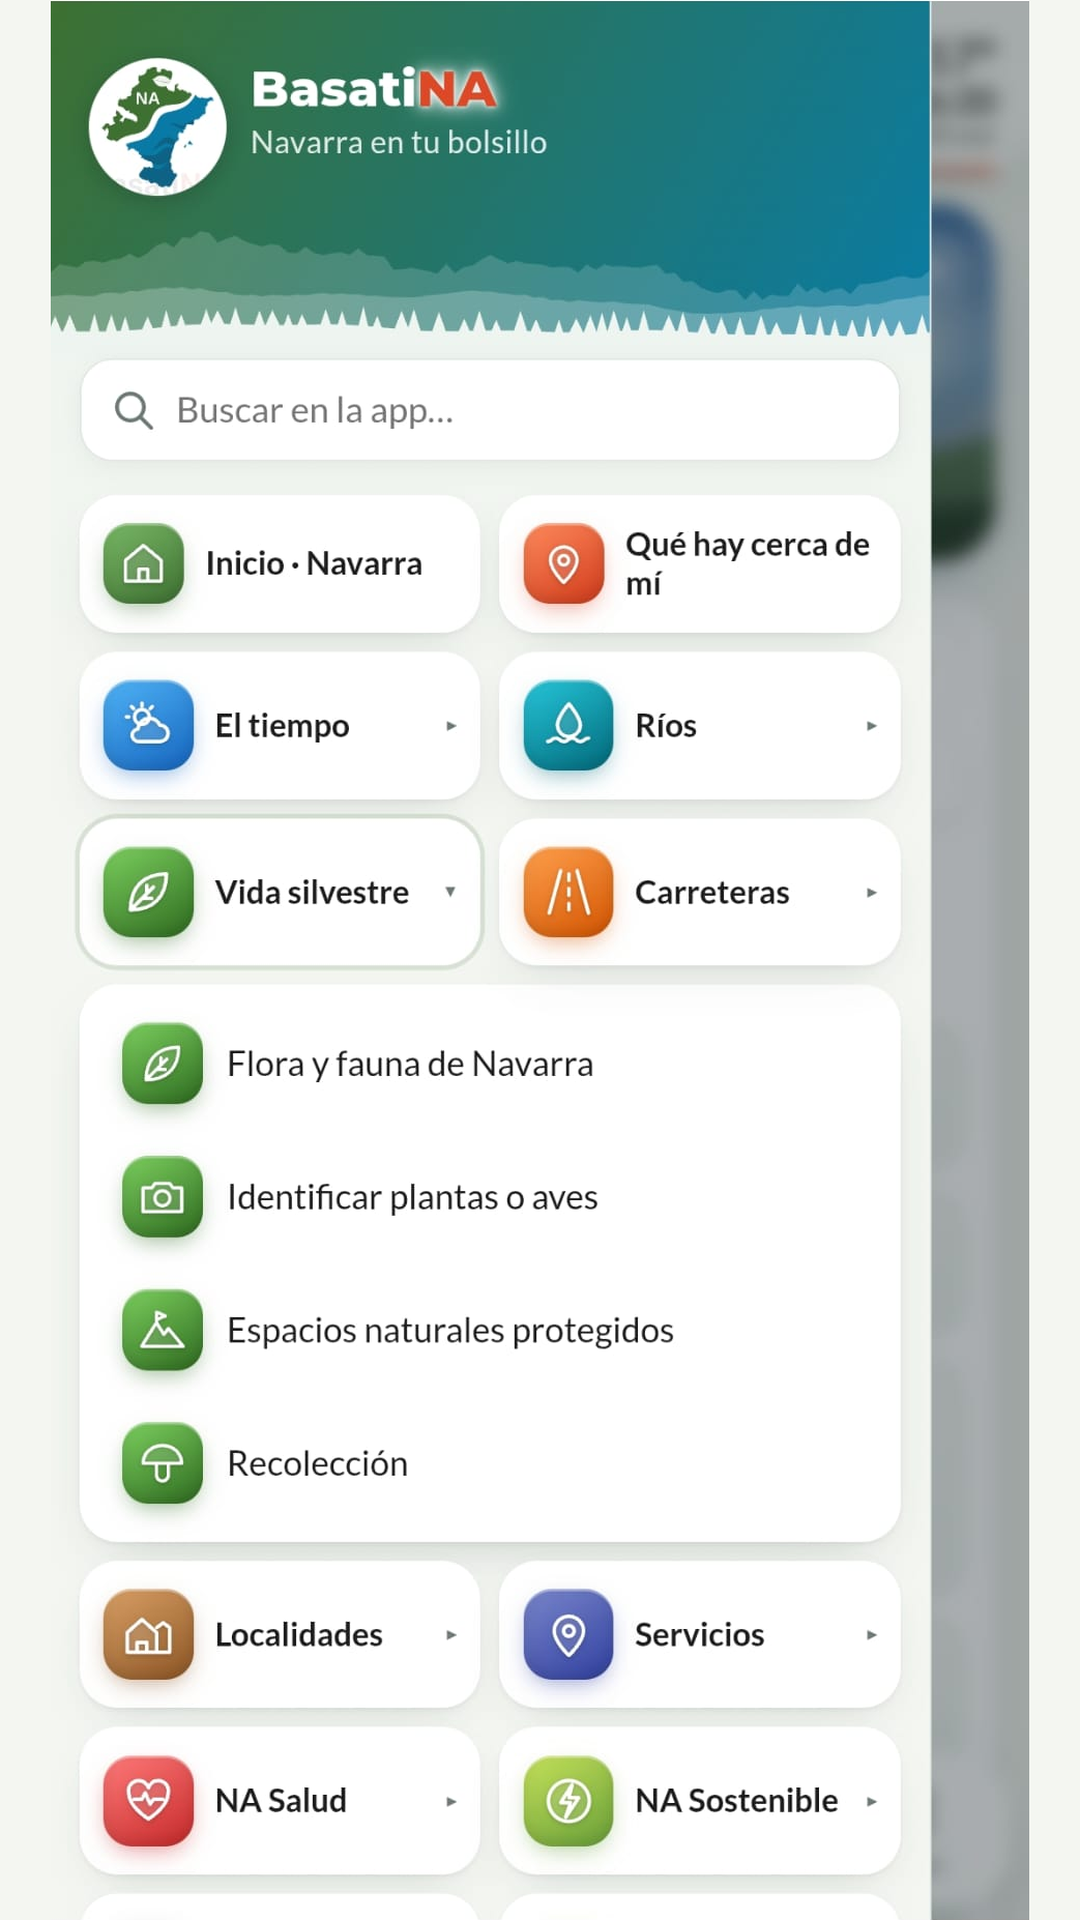 NA
BasatiNA
Navarra en tu bolsillo
Buscar en la app...
Inicio · Navarra
Qué hay cerca de
mí
El tiempo
Ríos
Vida silvestre
Carreteras
Flora y fauna de Navarra
Identificar plantas o aves
Espacios naturales protegidos
Recolección
Localidades
Servicios
NA Salud
NA Sostenible